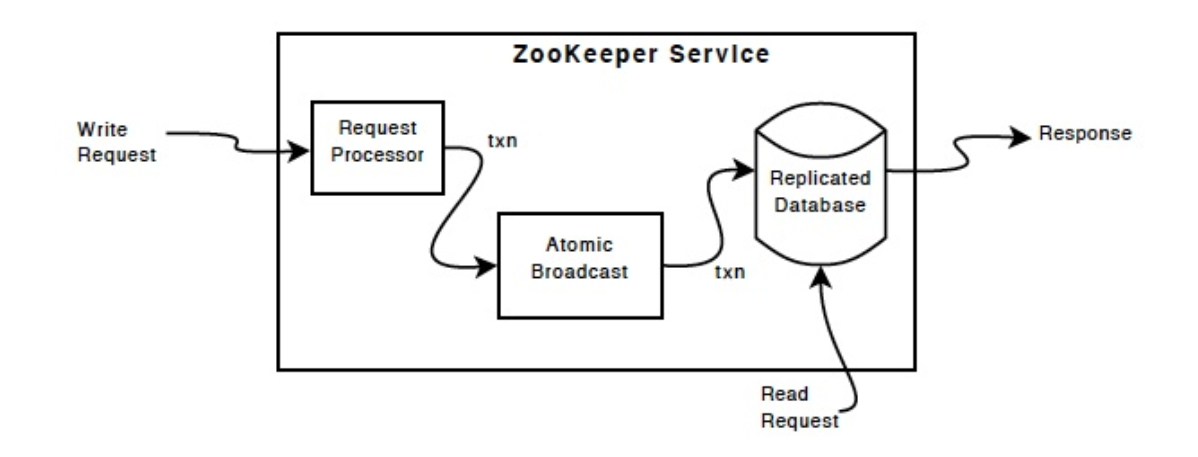 ZooKeeper Service
Write
Request
Request
Processor
txn
Atomic
Broadcast
txn
Replicated
Database
Response
Read
Request